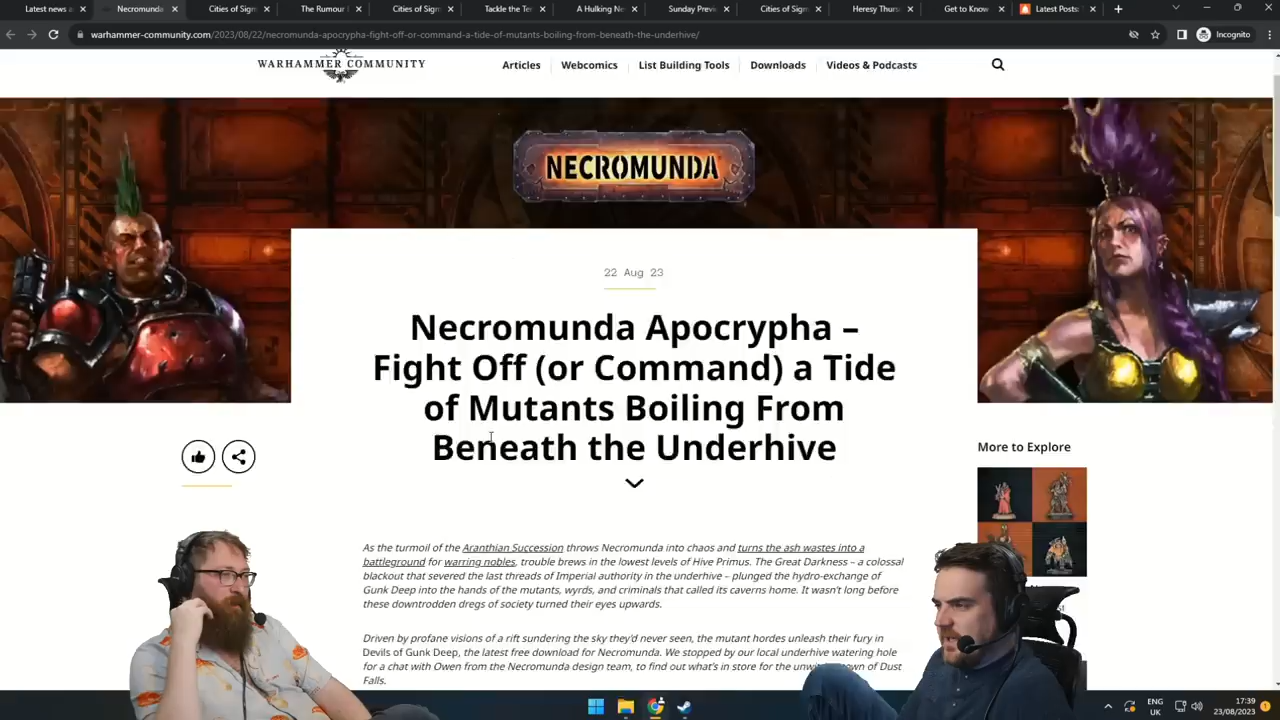 Latest news a
Necromunda
Cities of Sigm
The Rumour
Cities of Sign
Tackle the Ter
A Hulking Ne
Sunday Previ
Cities of Sigm
Heresy Thurs
Get to Know
Latest Posts
warhammer-community.com/2023/08/22/necromunda-apocrypha-fight-off-or-command-a-tide-of-mutants-boiling-from-beneath-the-underhive/
Incognito
WARHAMMER COMMUNITY
Articles
Webcomics
List Building Tools
Downloads
Videos & Podcasts
NECROMUNDA
22 Aug 23
Necromunda Apocrypha –
Fight Off (or Command) a Tide
of Mutants Boiling From
Beneath the Underhive
More to Explore
As the turmoil of the Aranthian Succession throws Necromunda into chaos and turns the ash wastes into a
battleground for warring nobles, trouble brews in the lowest levels of Hive Primus. The Great Darkness – a colossal
blackout that severed the last threads of Imperial authority in the underhive – plunged the hydro-exchange of
Gunk Deep into the hands of the mutants, wyrds, and criminals that called its caverns home. It wasn't long before
these downtrodden dregs of society turned their eyes upwards.
Driven by profane visions of a rift sundering the sky they'd never seen, the mutant hordes unleash their fury in
Devils of Gunk Deep, the latest free download for Necromunda. We stopped by our local underhive watering hole
for a chat with Owen from the Necromunda design team, to find out what's in store for the of Dust
Falls.
ENG
UK
17:39
23/08/2023